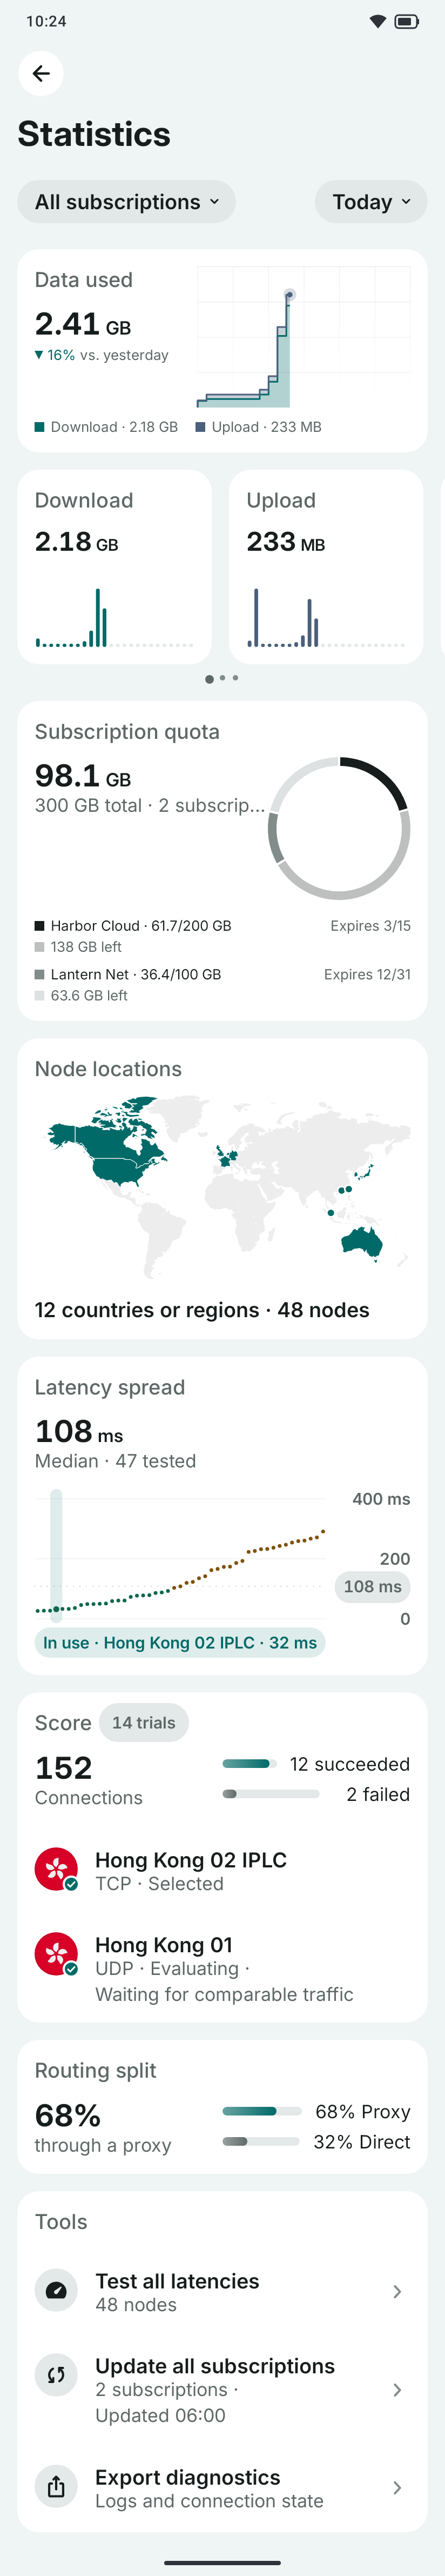 10:24
Statistics
All subscriptions
Today
Data used
2.41 GB
▼ 16% vs. yesterday
Download · 2.18 GB
Upload · 233 MB
Download
2.18 GB
Upload
233 MB
Subscription quota
98.1 GB
300 GB total · 2 subscrip...
Harbor Cloud · 61.7/200 GB
Expires 3/15
138 GB left
Lantern Net · 36.4/100 GB
Expires 12/31
63.6 GB left
Node locations
12 countries or regions · 48 nodes
Latency spread
108 ms
Median · 47 tested
400 ms
200
108 ms
0
In use · Hong Kong 02 IPLC · 32 ms
Score
14 trials
152
Connections
12 succeeded
2 failed
Hong Kong 02 IPLC
TCP · Selected
Hong Kong 01
UDP · Evaluating ·
Waiting for comparable traffic
Routing split
68%
through a proxy
68% Proxy
32% Direct
Tools
Test all latencies
48 nodes
Update all subscriptions
2 subscriptions ·
Updated 06:00
Export diagnostics
Logs and connection state